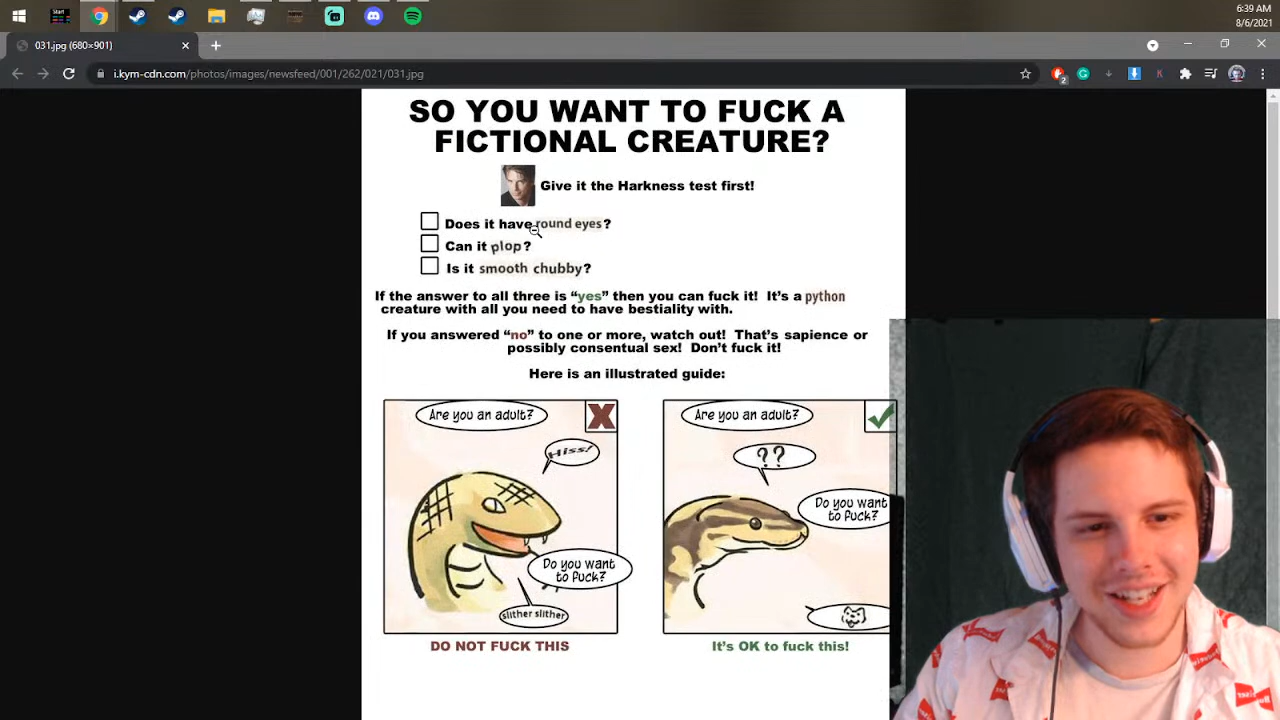 Start
6:39 AM
8/6/2021
031.jpg (680×901)
i.kym-cdn.com/photos/images/newsfeed/001/262/021/031.jpg
2
SO YOU WANT TO FUCK A
FICTIONAL CREATURE?
Give it the Harkness test first!
Does it have round eyes?
Can it plop?
Is it smooth chubby?
If the answer to all three is “yes” then you can fuck it! It's a python
creature with all you need to have bestiality with.
If you answered “no” to one or more, watch out! That's sapience or
possibly consentual sex! Don't fuck it!
Here is an illustrated guide:
Are you an adult?
X
Hiss!
Do you want
to fuck?
slither slither
DO NOT FUCK THIS
Are you an adult?
??
Do you want
to fuck?
It's OK to fuck this!